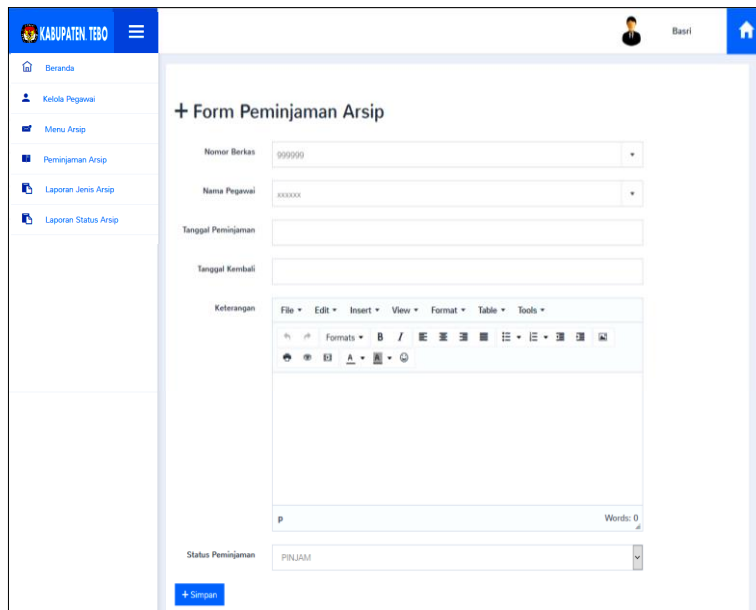 KABUPATEN. TEBO
Basri
Beranda
Kelola Pegawai
Menu Arsip
Peminjaman Arsip
Laporan Jenis Arsip
Laporan Status Arsip
+ Form Peminjaman Arsip
Nomor Berkas
999999
Nama Pegawai
xxxxxx
Tanggal Peminjaman
Tanggal Kembali
Keterangan
File Edit Insert View Format Table Tools
Formats B I
A A
p Words: 0
Status Peminjaman
PINJAM
+ Simpan